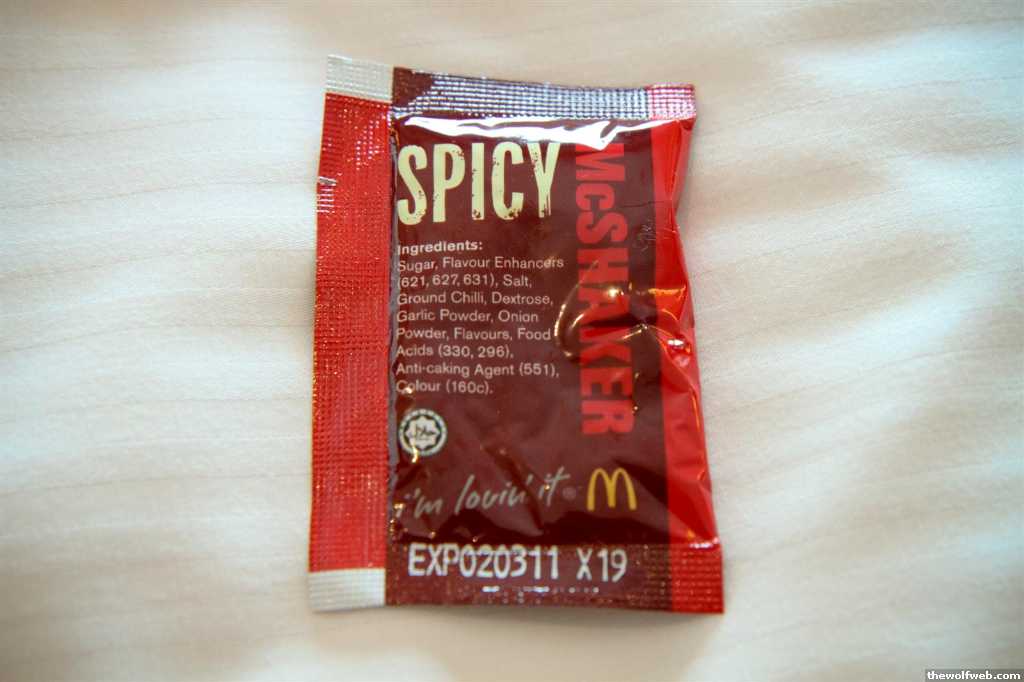 SPICY
McSHAKER
Ingredients:
Sugar, Flavour Enhancers
(621, 627, 631), Salt,
Ground Chilli, Dextrose,
Garlic Powder, Onion
Powder, Flavours, Food
Acids (330, 296),
Anti-caking Agent (551),
Colour (160c).
i'm lovin' it®
EXP020311 X19
thewolfweb.com